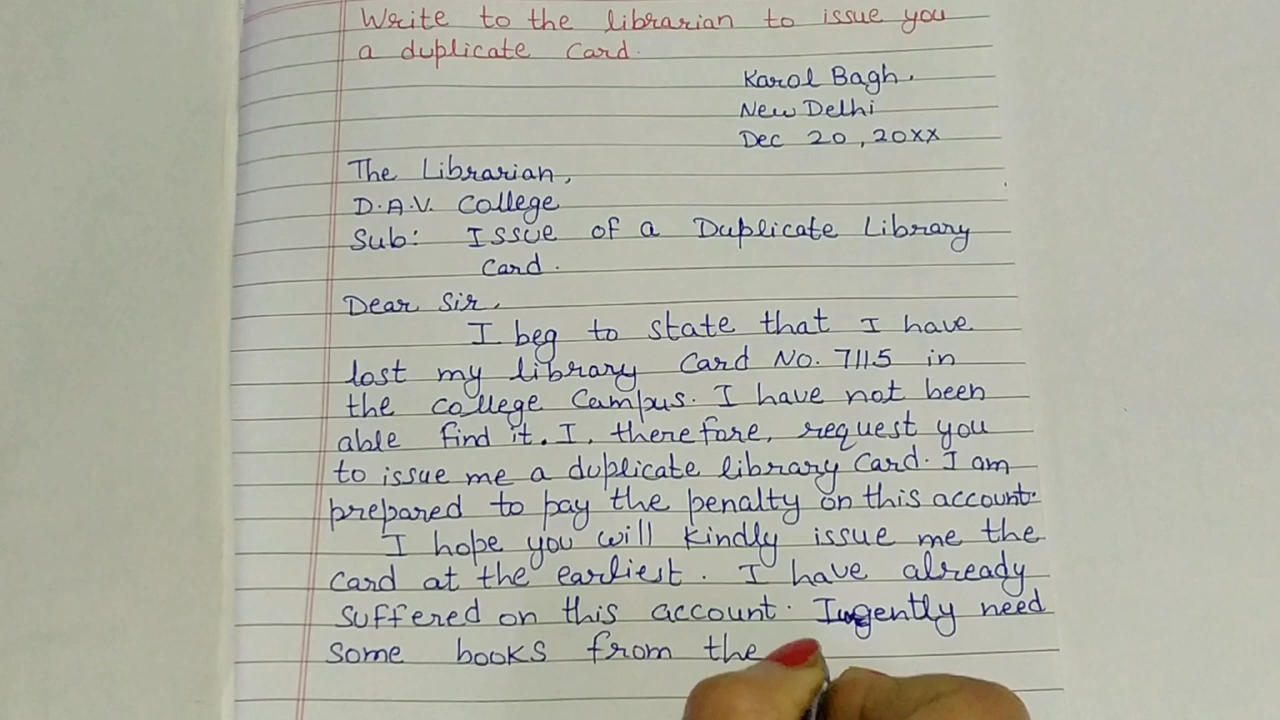 Write to the librarian to issue you
a duplicate Card.
Karol Bagh.
New Delhi
Dec 20, 20xx
The Librarian,
D.A.V. College
Sub: Issue of a Duplicate Library
Card.
Dear Sir,
I beg to state that I have
lost my library Card No. 7115 in
the college Campus. I have not been
able find it. I, therefore, request you
to issue me a duplicate library Card. I am
prepared to pay the penalty on this account.
I hope you will kindly issue me the
Card at the earliest. I have already
suffered on this account. I need
some books from the